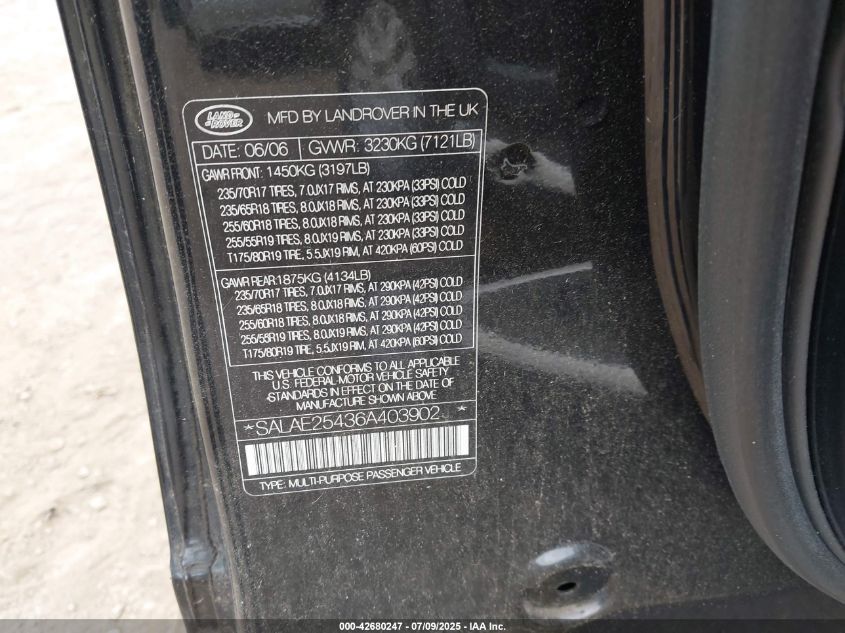 LAND ROVER
MFD BY LANDROVER IN THE UK
DATE: 06/06 GVWR: 3230KG (7121LB)
GAWR FRONT: 1450KG (3197LB)
235/70R17 TIRES, 7.0JX17 RIMS, AT 230KPA (33PSI) COLD
235/65R18 TIRES, 8.0JX18 RIMS, AT 230KPA (33PSI) COLD
255/60R18 TIRES, 8.0JX18 RIMS, AT 230KPA (33PSI) COLD
255/55R19 TIRES, 8.0JX19 RIMS, AT 230KPA (33PSI) COLD
T175/80R19 TIRE, 5.5JX19 RIM, AT 420KPA (60PSI) COLD
GAWR REAR: 1875KG (4134LB)
235/70R17 TIRES, 7.0JX17 RIMS, AT 290KPA (42PSI) COLD
235/65R18 TIRES, 8.0JX18 RIMS, AT 290KPA (42PSI) COLD
255/60R18 TIRES, 8.0JX18 RIMS, AT 290KPA (42PSI) COLD
255/55R19 TIRES, 8.0JX19 RIMS, AT 290KPA (42PSI) COLD
T175/80R19 TIRE, 5.5JX19 RIM, AT 420KPA (60PSI) COLD
THIS VEHICLE CONFORMS TO ALL APPLICABLE
U.S. FEDERAL-MOTOR VEHICLE SAFETY
-STANDARDS IN EFFECT ON THE DATE OF
MANUFACTURE SHOWN ABOVE
*SALAE25436A403902*
TYPE: MULTI-PURPOSE PASSENGER VEHICLE
000-42680247 - 07/09/2025 - IAA Inc.